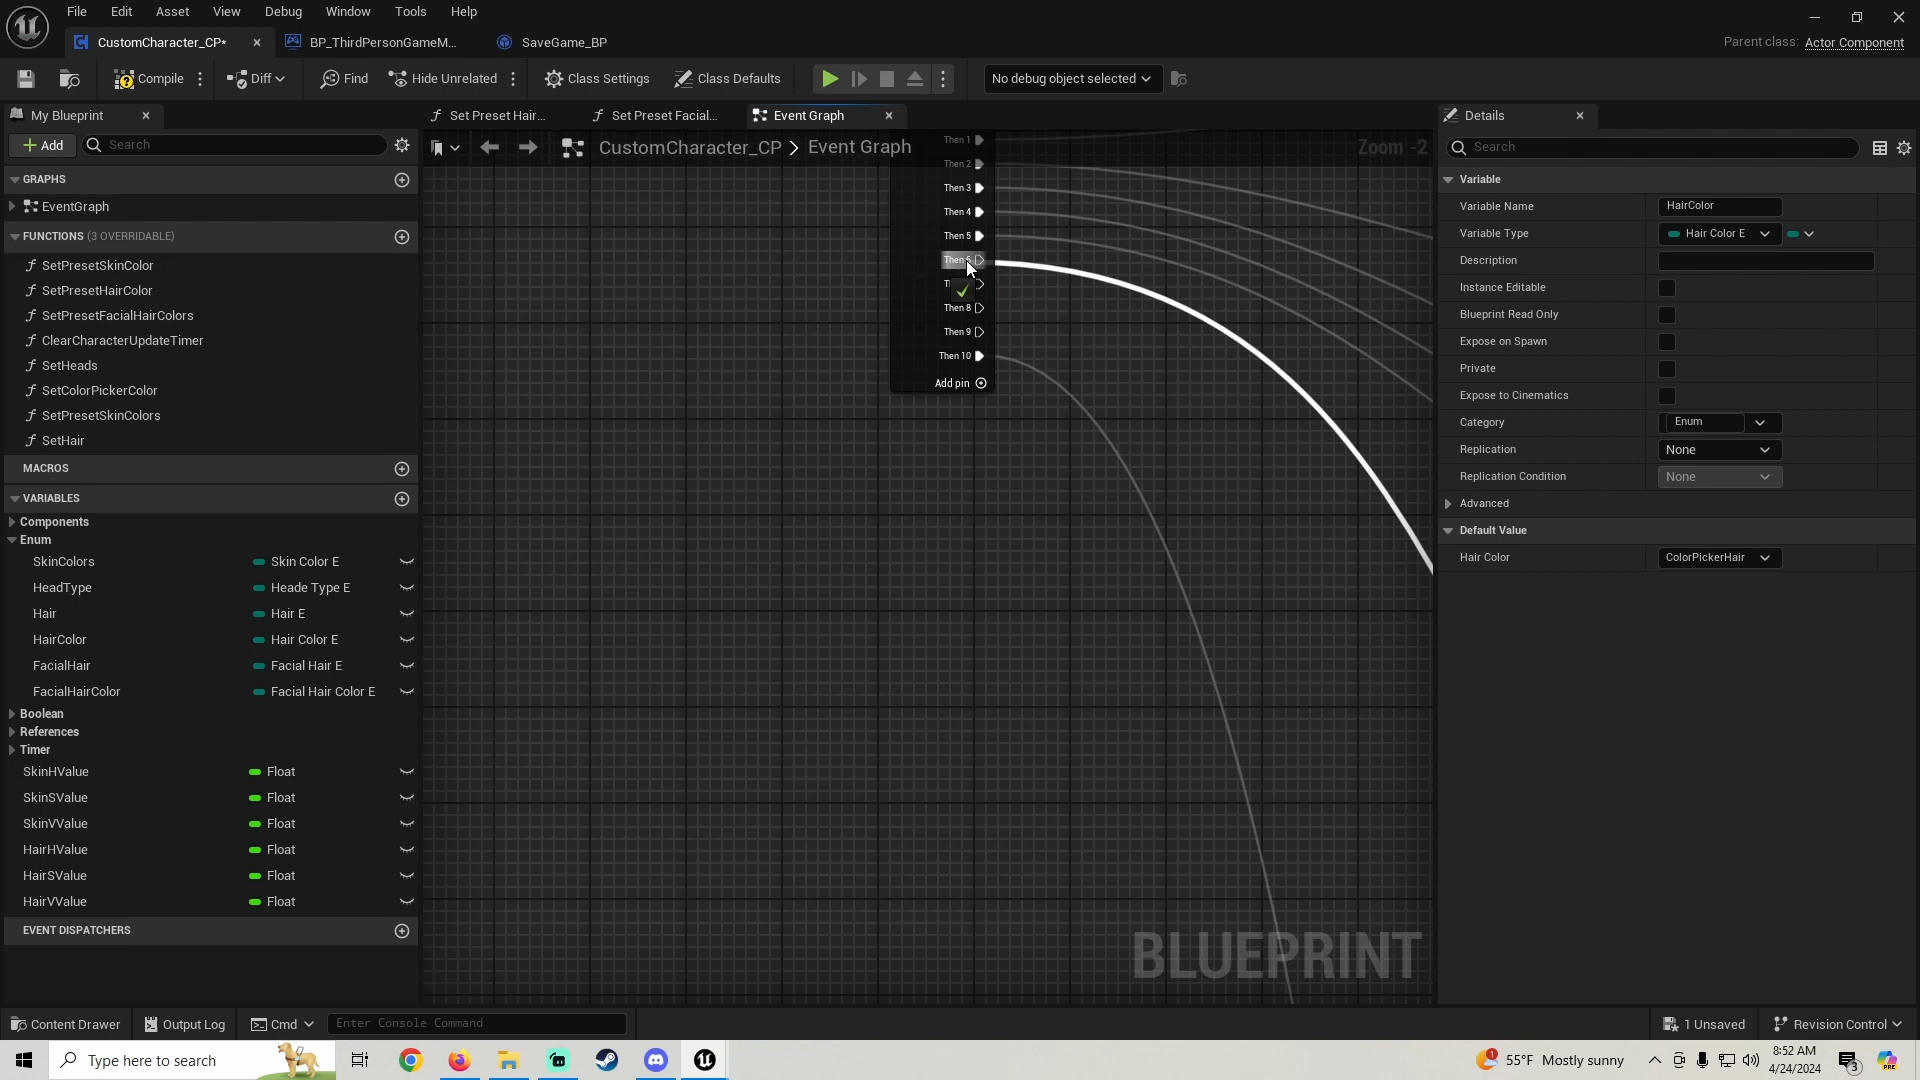 File Edit Asset View Debug Window Tools Help
CustomCharacter_CP* BP_ThirdPersonGameM... SaveGame_BP
Parent class: Actor Component
Compile Diff Find Hide Unrelated Class Settings Class Defaults No debug object selected
My Blueprint
Set Preset Hair... Set Preset Facial... Event Graph
Details
Add Search
CustomCharacter_CP > Event Graph
Zoom -2
Search
GRAPHS
EventGraph
FUNCTIONS (3 OVERRIDABLE)
SetPresetSkinColor
SetPresetHairColor
SetPresetFacialHairColors
ClearCharacterUpdateTimer
SetHeads
SetColorPickerColor
SetPresetSkinColors
SetHair
MACROS
VARIABLES
Components
Enum
SkinColors Skin Color E
HeadType Heade Type E
Hair Hair E
HairColor Hair Color E
FacialHair Facial Hair E
FacialHairColor Facial Hair Color E
Boolean
References
Timer
SkinHValue Float
SkinSValue Float
SkinVValue Float
HairHValue Float
HairSValue Float
HairVValue Float
EVENT DISPATCHERS
Then 1
Then 2
Then 3
Then 4
Then 5
Then
Then 8
Then 9
Then 10
Add pin
BLUEPRINT
Variable
Variable Name HairColor
Variable Type Hair Color E
Description
Instance Editable
Blueprint Read Only
Expose on Spawn
Private
Expose to Cinematics
Category Enum
Replication None
Replication Condition None
Advanced
Default Value
Hair Color ColorPickerHair
Content Drawer Output Log Cmd Enter Console Command
1 Unsaved Revision Control
Type here to search
55°F Mostly sunny
8:52 AM
4/24/2024
3